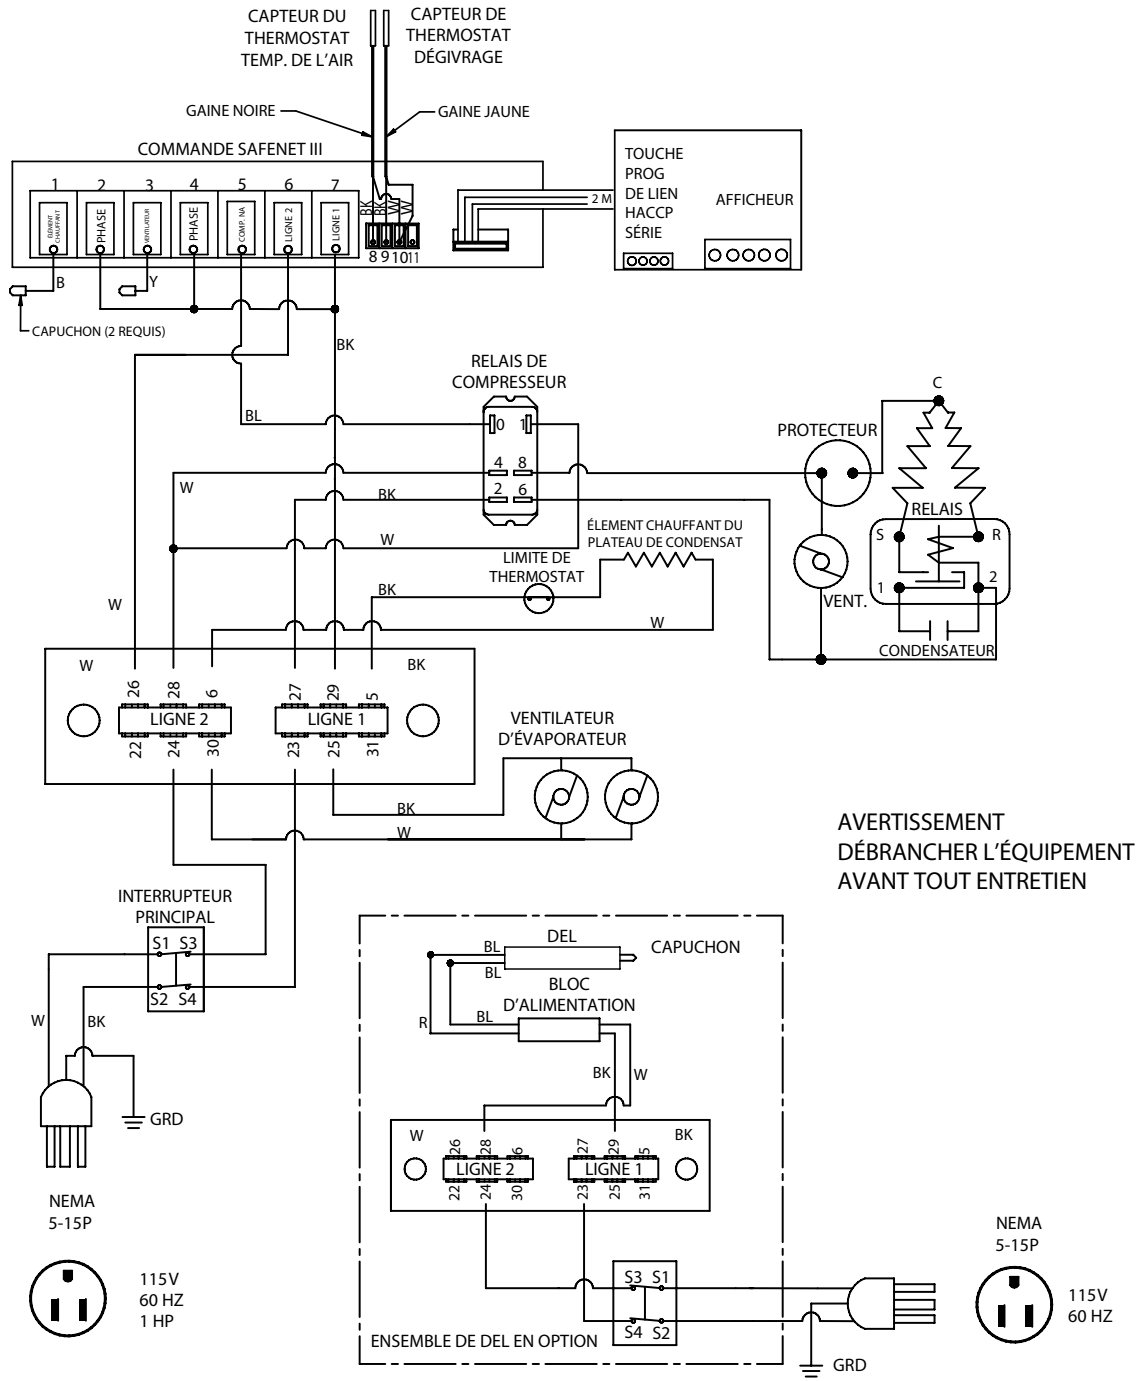 CAPTEUR DU
THERMOSTAT
TEMP. DE L'AIR
CAPTEUR DE
THERMOSTAT
DÉGIVRAGE
GAINE NOIRE
GAINE JAUNE
COMMANDE SAFENET III
1 2 3 4 5 6 7
ÉLÉMENT
CHAUFFANT
PHASE
VENTILATEUR
PHASE
COMP. NA
LIGNE 2
LIGNE 1
BK
BK
W
W
8 9 10 11
2 M
TOUCHE
PROG
DE LIEN
HACCP
SÉRIE
AFFICHEUR
B
Y
CAPUCHON (2 REQUIS)
BK
RELAIS DE
COMPRESSEUR
BL
0 1
4 8
2 6
W
BK
W
PROTECTEUR
C
RELAIS
S
R
1
2
VENT.
CONDENSATEUR
ÉLEMENT CHAUFFANT DU
PLATEAU DE CONDENSAT
LIMITE DE
THERMOSTAT
BK
W
W
W
BK
26 28 6
27 29 5
LIGNE 2
LIGNE 1
22 24 30
23 25 31
VENTILATEUR
D'ÉVAPORATEUR
BK
W
AVERTISSEMENT
DÉBRANCHER L'ÉQUIPEMENT
AVANT TOUT ENTRETIEN
INTERRUPTEUR
PRINCIPAL
S1 S3
S2 S4
W
BK
GRD
NEMA
5-15P
115V
60 HZ
1 HP
DEL
CAPUCHON
BL
BL
BLOC
D'ALIMENTATION
R
BL
BK
W
W
BK
26 28 6
27 29 5
LIGNE 2
LIGNE 1
22 24 30
23 25 31
S3 S1
S4 S2
ENSEMBLE DE DEL EN OPTION
GRD
NEMA
5-15P
115V
60 HZ